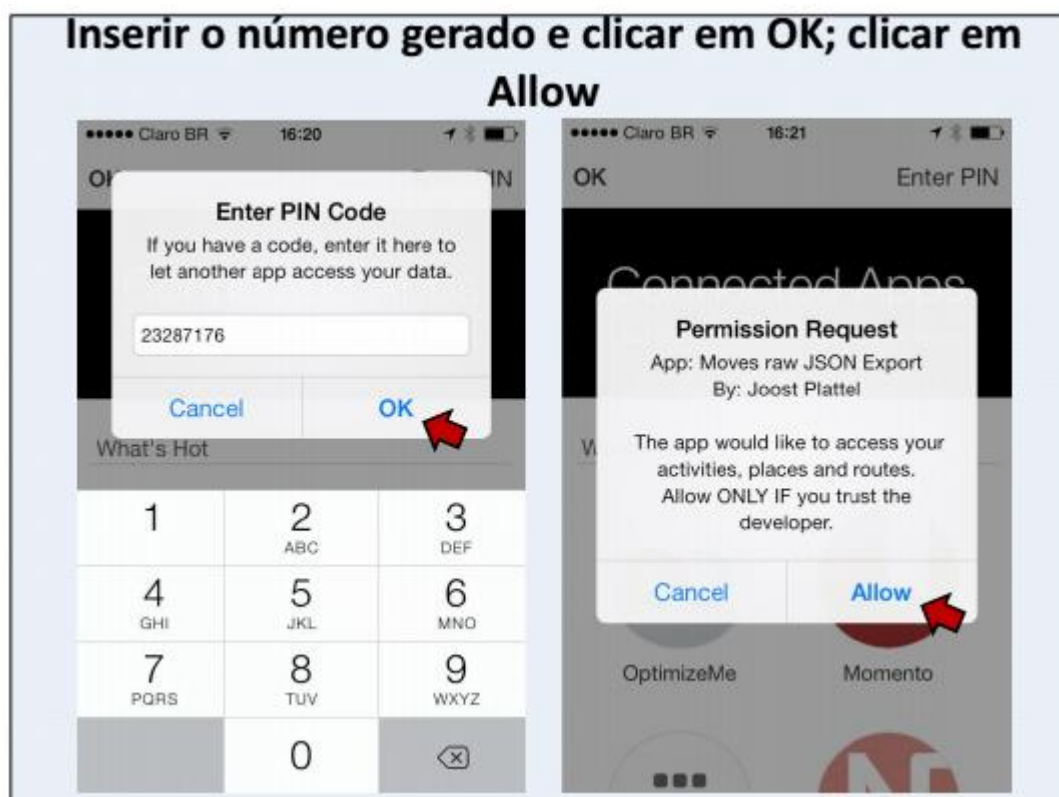 Inserir o número gerado e clicar em OK; clicar em
Allow
Claro BR
16:20
OK
PIN
Enter PIN Code
If you have a code, enter it here to
let another app access your data.
23287176
Cancel
OK
What's Hot
1
2
ABC
3
DEF
4
GHI
5
JKL
6
MNO
7
PQRS
8
TUV
9
WXYZ
0
Claro BR
16:21
OK
Enter PIN
Connected Apps
Permission Request
App: Moves raw JSON Export
By: Joost Plattel
The app would like to access your
activities, places and routes.
Allow ONLY IF you trust the
developer.
Cancel
Allow
OptimizeMe
Momento